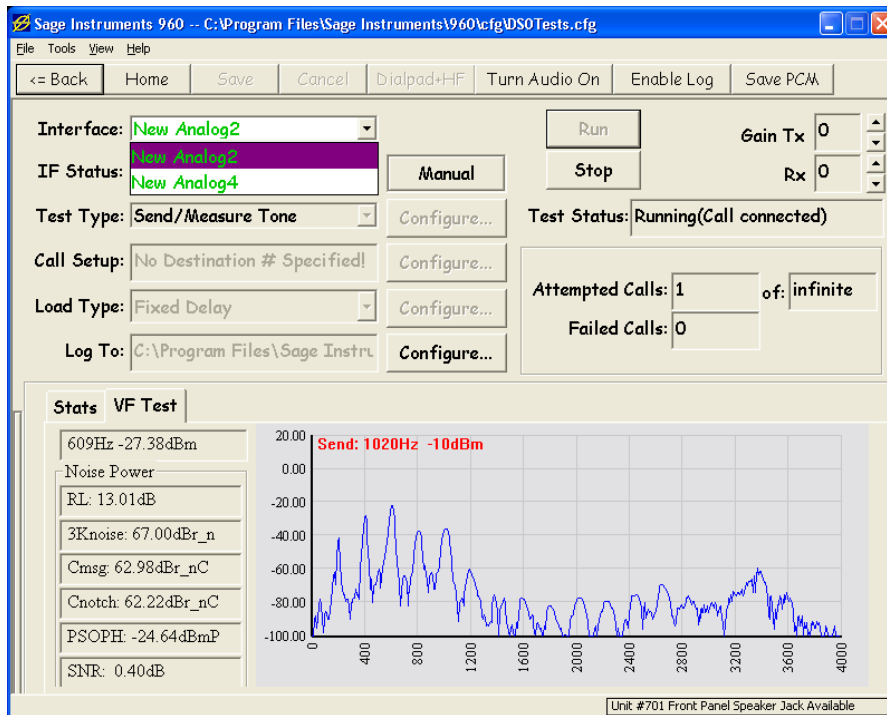 Sage Instruments 960 -- C:\Program Files\Sage Instruments\960\cfg\DSOTests.cfg
File Tools View Help
<= Back Home Save Cancel Dialpad+HF Turn Audio On Enable Log Save PCM
Interface: New Analog2
New Analog2
New Analog4
Run
Gain Tx 0
IF Status:
Manual
Stop
Rx 0
Test Type: Send/Measure Tone
Configure...
Test Status: Running(Call connected)
Call Setup: No Destination # Specified!
Configure...
Load Type: Fixed Delay
Configure...
Attempted Calls: 1 of: infinite
Failed Calls: 0
Log To: C:\Program Files\Sage Instru
Configure...
Stats VF Test
609Hz -27.38dBm
Noise Power
RL: 13.01dB
3Knoise: 67.00dBr_n
Cmsg: 62.98dBr_nC
Cnotch: 62.22dBr_nC
PSOPH: -24.64dBmP
SNR: 0.40dB
Send: 1020Hz -10dBm
20.00
0.00
-20.00
-40.00
-60.00
-80.00
-100.00
0 400 800 1200 1600 2000 2400 2800 3200 3600 4000
Unit #701 Front Panel Speaker Jack Available